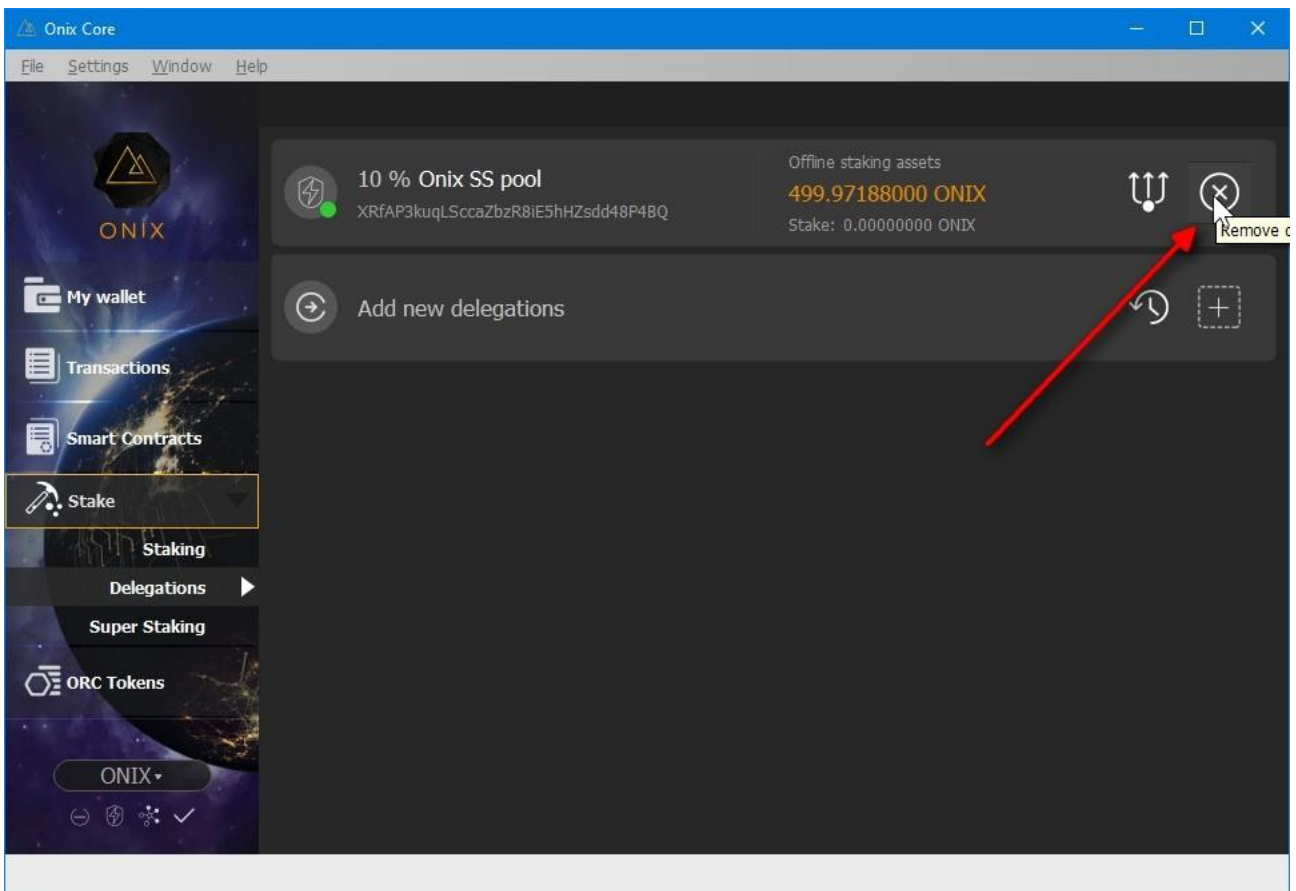 Onix Core
File Settings Window Help
ONIX
My wallet
Transactions
Smart Contracts
Stake
Staking
Delegations
Super Staking
ORC Tokens
ONIX
10 % Onix SS pool
XRfAP3kuqLSccaZbzR8iE5hHZsdd48P4BQ
Offline staking assets
499.97188000 ONIX
Stake: 0.00000000 ONIX
Remove
Add new delegations